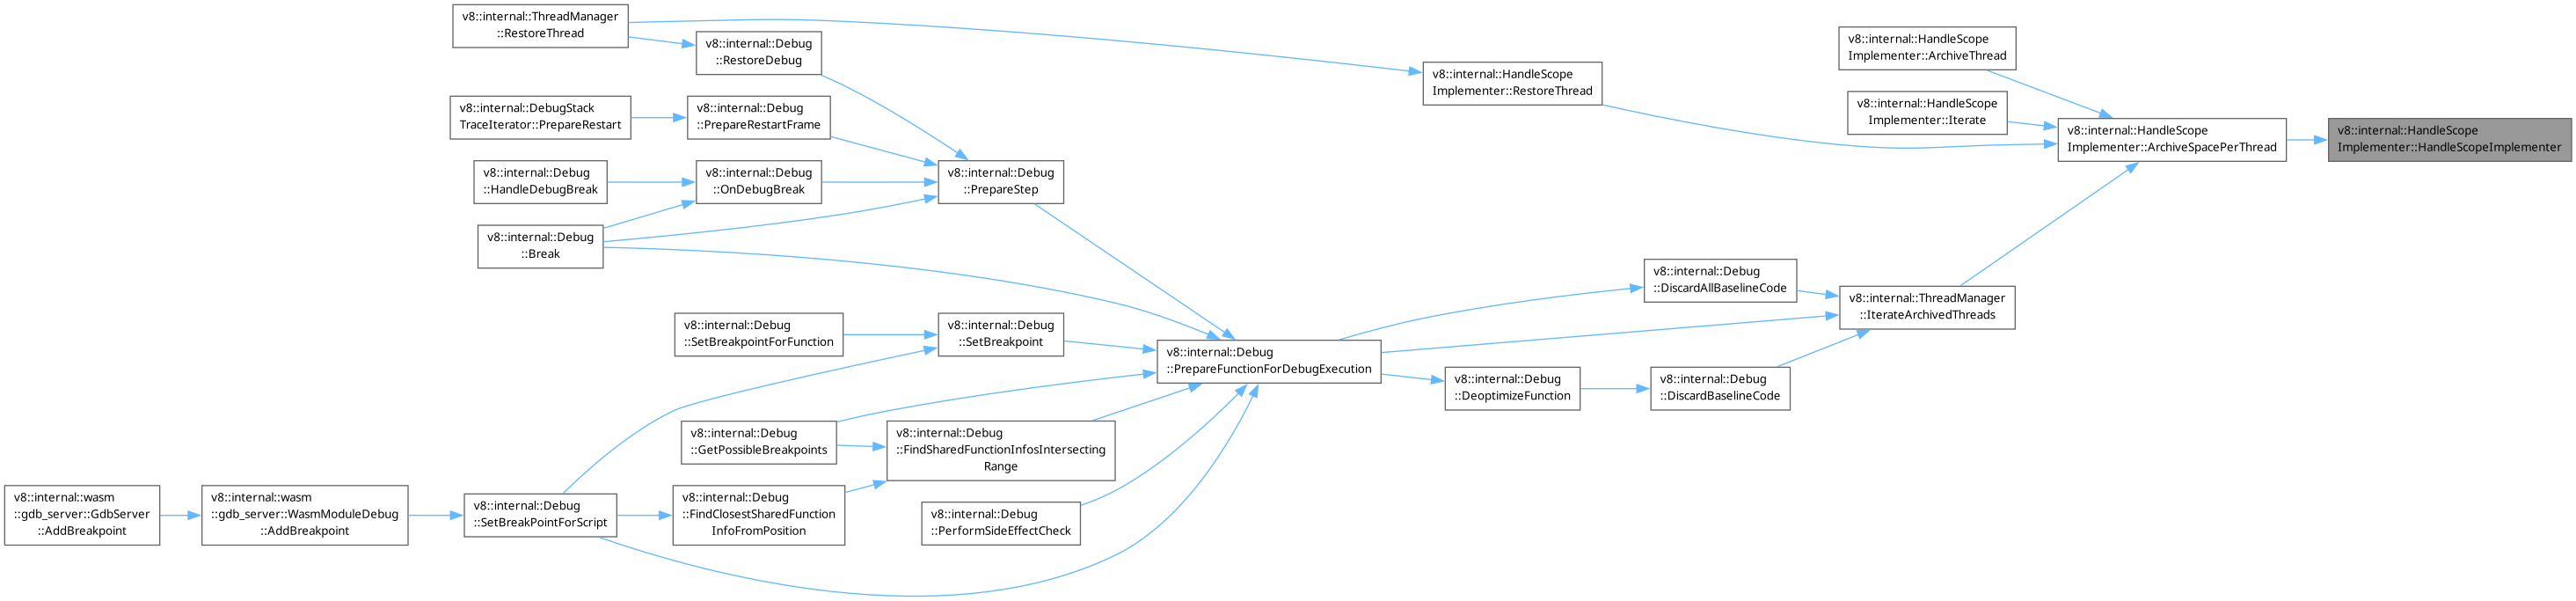 v8::internal::ThreadManager
::RestoreThread
v8::internal::Debug
::RestoreDebug
v8::internal::DebugStack
TraceIterator::PrepareRestart
v8::internal::Debug
::PrepareRestartFrame
v8::internal::Debug
::HandleDebugBreak
v8::internal::Debug
::OnDebugBreak
v8::internal::Debug
::PrepareStep
v8::internal::Debug
::Break
v8::internal::Debug
::SetBreakpointForFunction
v8::internal::Debug
::SetBreakpoint
v8::internal::Debug
::PrepareFunctionForDebugExecution
v8::internal::Debug
::GetPossibleBreakpoints
v8::internal::Debug
::FindSharedFunctionInfosIntersecting
Range
v8::internal::wasm
::gdb_server::GdbServer
::AddBreakpoint
v8::internal::wasm
::gdb_server::WasmModuleDebug
::AddBreakpoint
v8::internal::Debug
::SetBreakPointForScript
v8::internal::Debug
::FindClosestSharedFunction
InfoFromPosition
v8::internal::Debug
::PerformSideEffectCheck
v8::internal::HandleScope
Implementer::RestoreThread
v8::internal::Debug
::DiscardAllBaselineCode
v8::internal::Debug
::DeoptimizeFunction
v8::internal::Debug
::DiscardBaselineCode
v8::internal::HandleScope
Implementer::ArchiveThread
v8::internal::HandleScope
Implementer::Iterate
v8::internal::HandleScope
Implementer::ArchiveSpacePerThread
v8::internal::ThreadManager
::IterateArchivedThreads
v8::internal::HandleScope
Implementer::HandleScopeImplementer